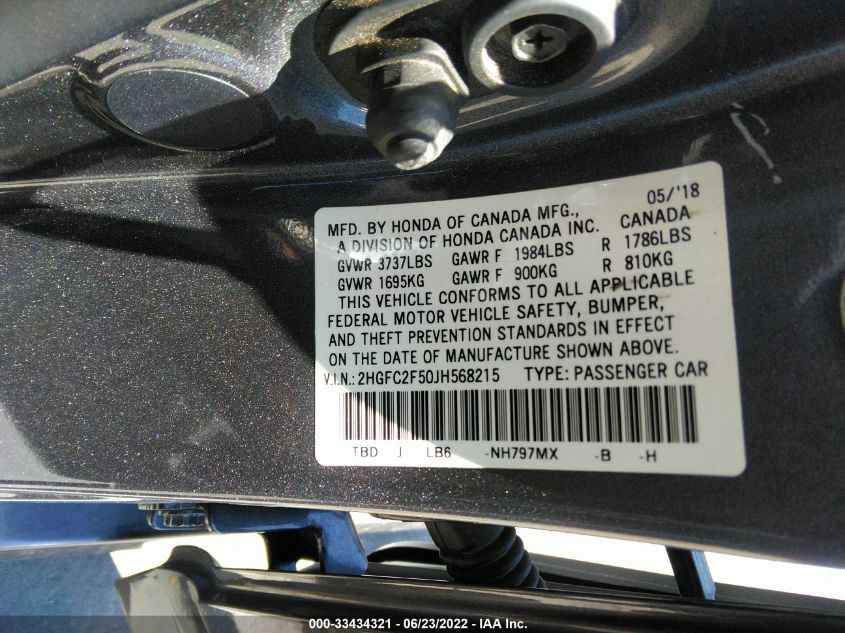 05/'18
MFD. BY HONDA OF CANADA MFG.,
A DIVISION OF HONDA CANADA INC. CANADA
GVWR 3737LBS GAWR F 1984LBS R 1786LBS
GVWR 1695KG GAWR F 900KG R 810KG
THIS VEHICLE CONFORMS TO ALL APPLICABLE
FEDERAL MOTOR VEHICLE SAFETY, BUMPER,
AND THEFT PREVENTION STANDARDS IN EFFECT
ON THE DATE OF MANUFACTURE SHOWN ABOVE.
V.I.N.: 2HGFC2F50JH568215 TYPE: PASSENGER CAR
TBD J LB6 -NH797MX -B -H
000-33434321 - 06/23/2022 - IAA Inc.